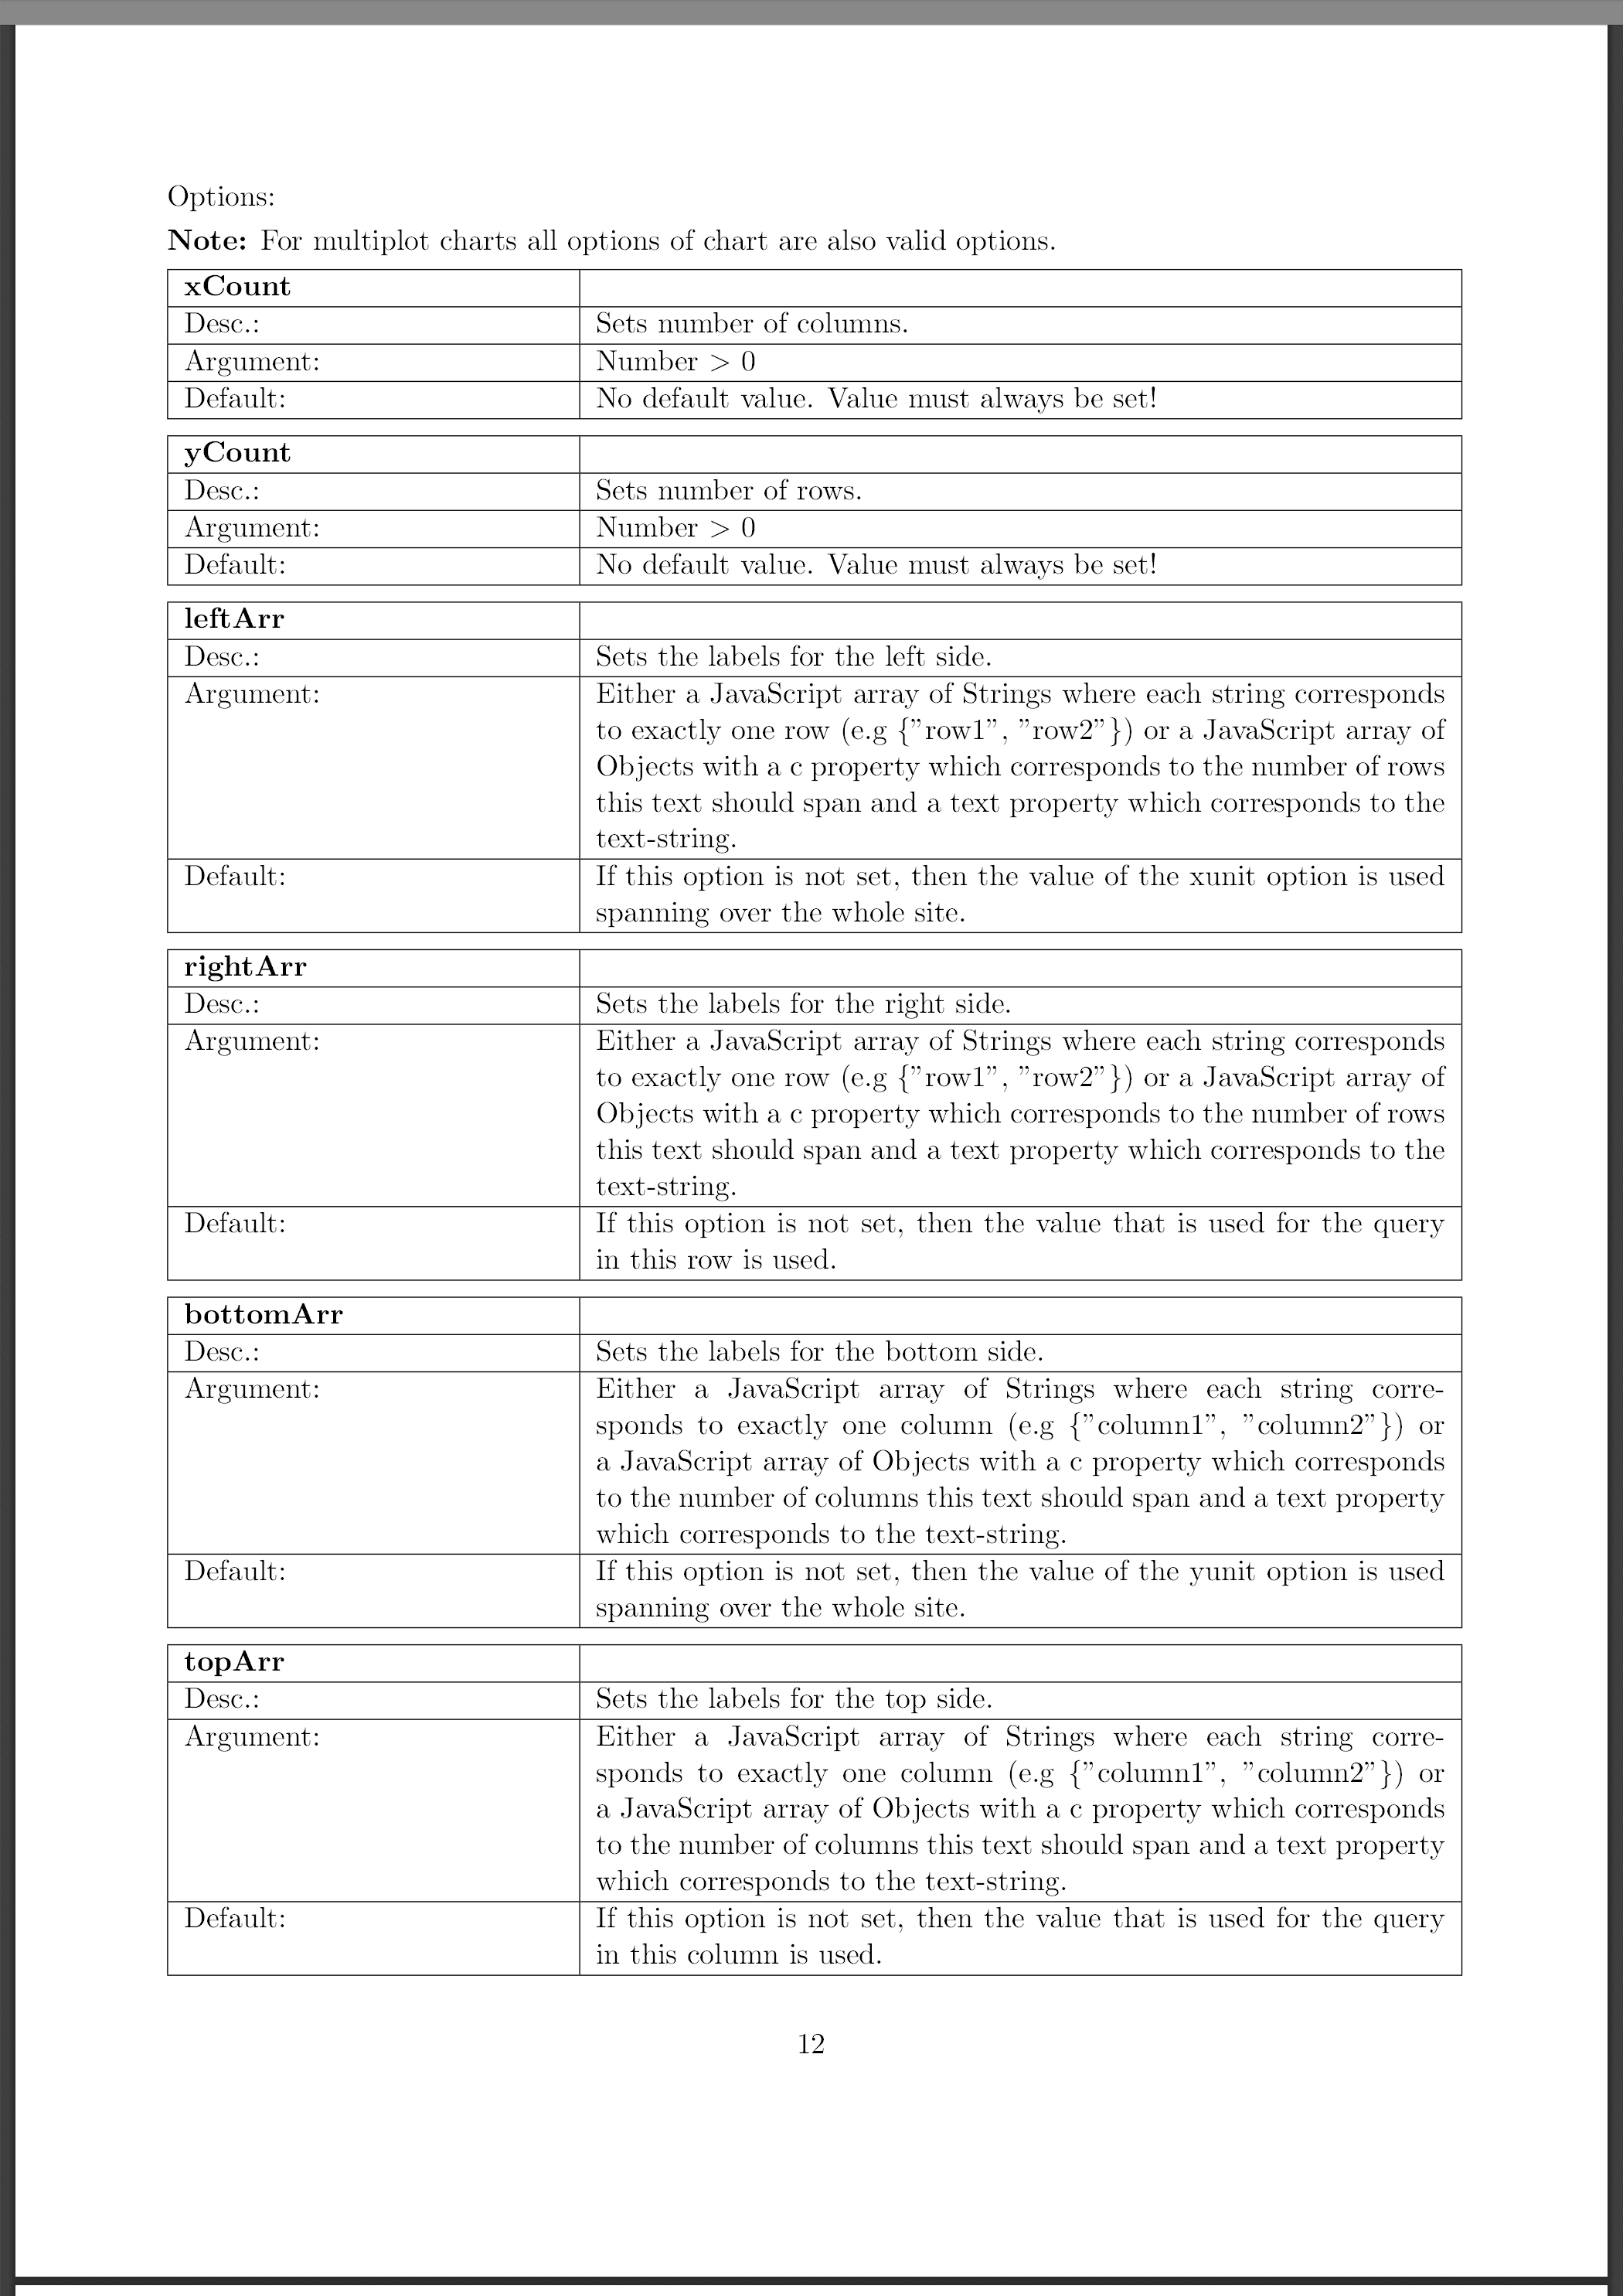 Options:
Note: For multiplot charts all options of chart are also valid options.
xCount
Desc.: Sets number of columns.
Argument: Number > 0
Default: No default value. Value must always be set!
yCount
Desc.: Sets number of rows.
Argument: Number > 0
Default: No default value. Value must always be set!
leftArr
Desc.: Sets the labels for the left side.
Argument: Either a JavaScript array of Strings where each string corresponds
to exactly one row (e.g {”row1”, ”row2”}) or a JavaScript array of
Objects with a c property which corresponds to the number of rows
this text should span and a text property which corresponds to the
text-string.
Default: If this option is not set, then the value of the xunit option is used
spanning over the whole site.
rightArr
Desc.: Sets the labels for the right side.
Argument: Either a JavaScript array of Strings where each string corresponds
to exactly one row (e.g {”row1”, ”row2”}) or a JavaScript array of
Objects with a c property which corresponds to the number of rows
this text should span and a text property which corresponds to the
text-string.
Default: If this option is not set, then the value that is used for the query
in this row is used.
bottomArr
Desc.: Sets the labels for the bottom side.
Argument: Either a JavaScript array of Strings where each string corre-
sponds to exactly one column (e.g {”column1”, ”column2”}) or
a JavaScript array of Objects with a c property which corresponds
to the number of columns this text should span and a text property
which corresponds to the text-string.
Default: If this option is not set, then the value of the yunit option is used
spanning over the whole site.
topArr
Desc.: Sets the labels for the top side.
Argument: Either a JavaScript array of Strings where each string corre-
sponds to exactly one column (e.g {”column1”, ”column2”}) or
a JavaScript array of Objects with a c property which corresponds
to the number of columns this text should span and a text property
which corresponds to the text-string.
Default: If this option is not set, then the value that is used for the query
in this column is used.
12